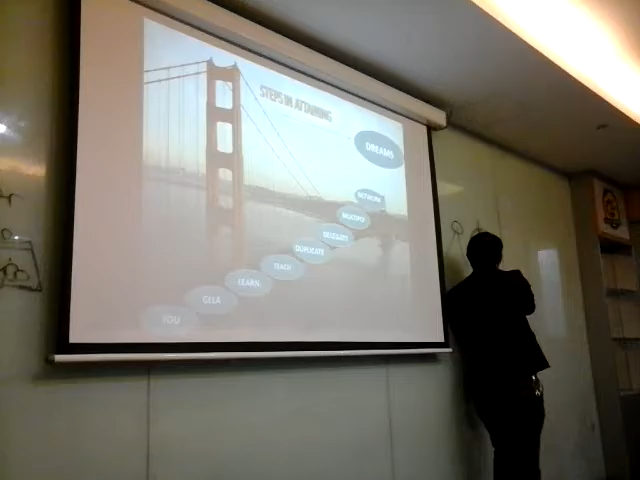 STEPS IN ATTAINING
DREAMS
NETWORK
MULTIPLY
DELEGATE
DUPLICATE
TEACH
LEARN
GLLA
YOU